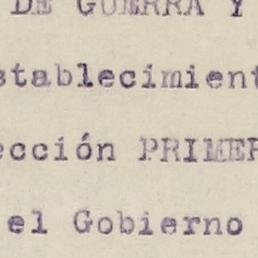 DE GUERRA Y
stablecimient
ección PRIMER
el Gobierno